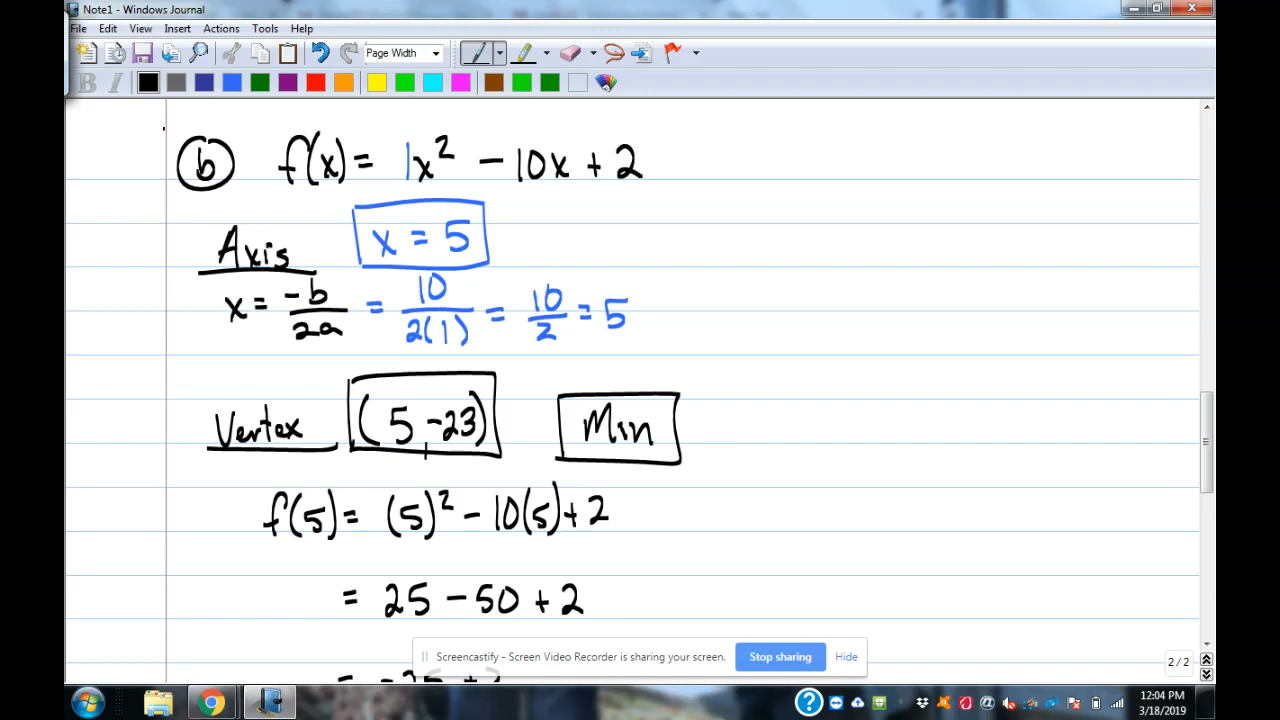 Note1 - Windows Journal
File Edit View Insert Actions Tools Help
Page Width
B I
b f(x) = 1x² - 10x + 2
Axis x = 5
x = -b/2a = 10/2(1) = 10/2 = 5
Vertex (5,-23) Min
f(5) = (5)² - 10(5) + 2
= 25 - 50 + 2
= -25 + 2
Screencastify - Screen Video Recorder is sharing your screen. Stop sharing Hide
2 / 2
12:04 PM
3/18/2019